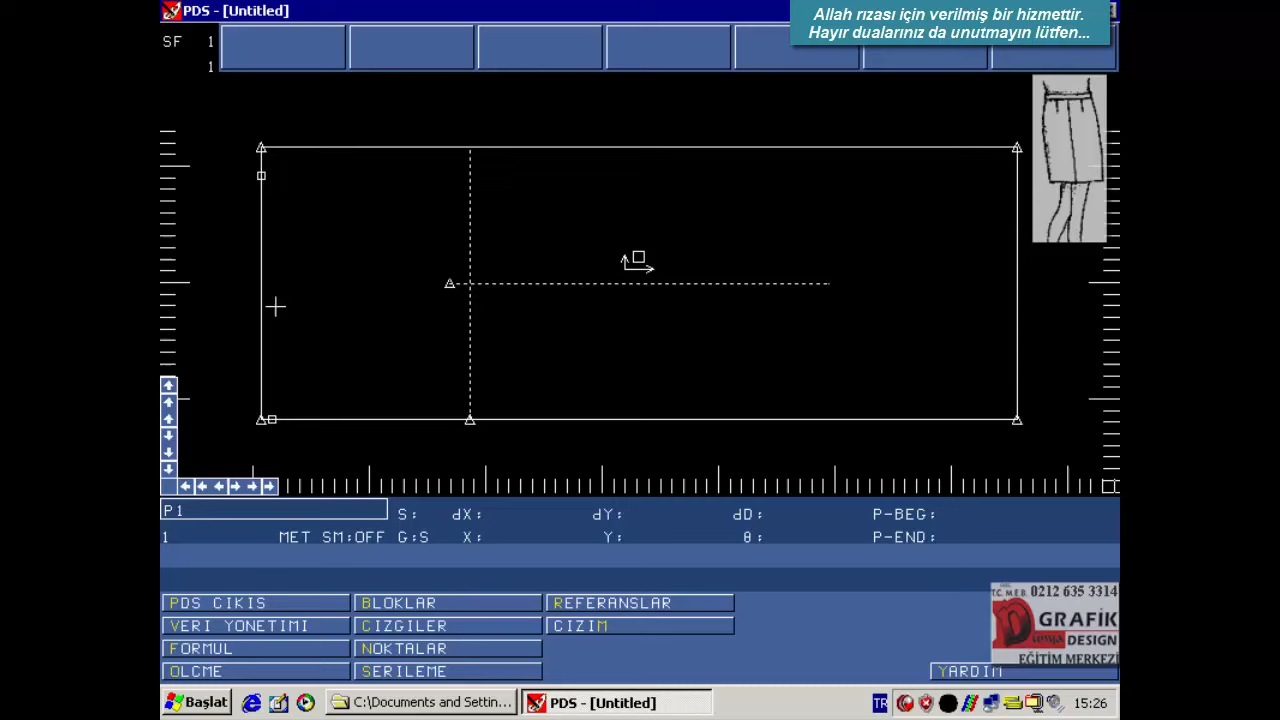 PDS - [Untitled]
Allah rızası için verilmiş bir hizmettir.
Hayır dualarınız da unutmayın lütfen...
SF 1
1
P1
S: dX: dY: dD: P-BEG:
1 MET SM:OFF G:S X: Y: θ: P-END:
PDS CIKIS BLOKLAR REFERANSLAR
VERI YONETIMI CIZGILER CIZIM
FORMUL NOKTALAR
OLCME SERILEME YARDIM
T.C. M.E.B. 0212 635 3314
GRAFİK
Dünya DESIGN
EĞİTİM MERKEZİ
Başlat C:\Documents and Settin... PDS - [Untitled] TR 15:26